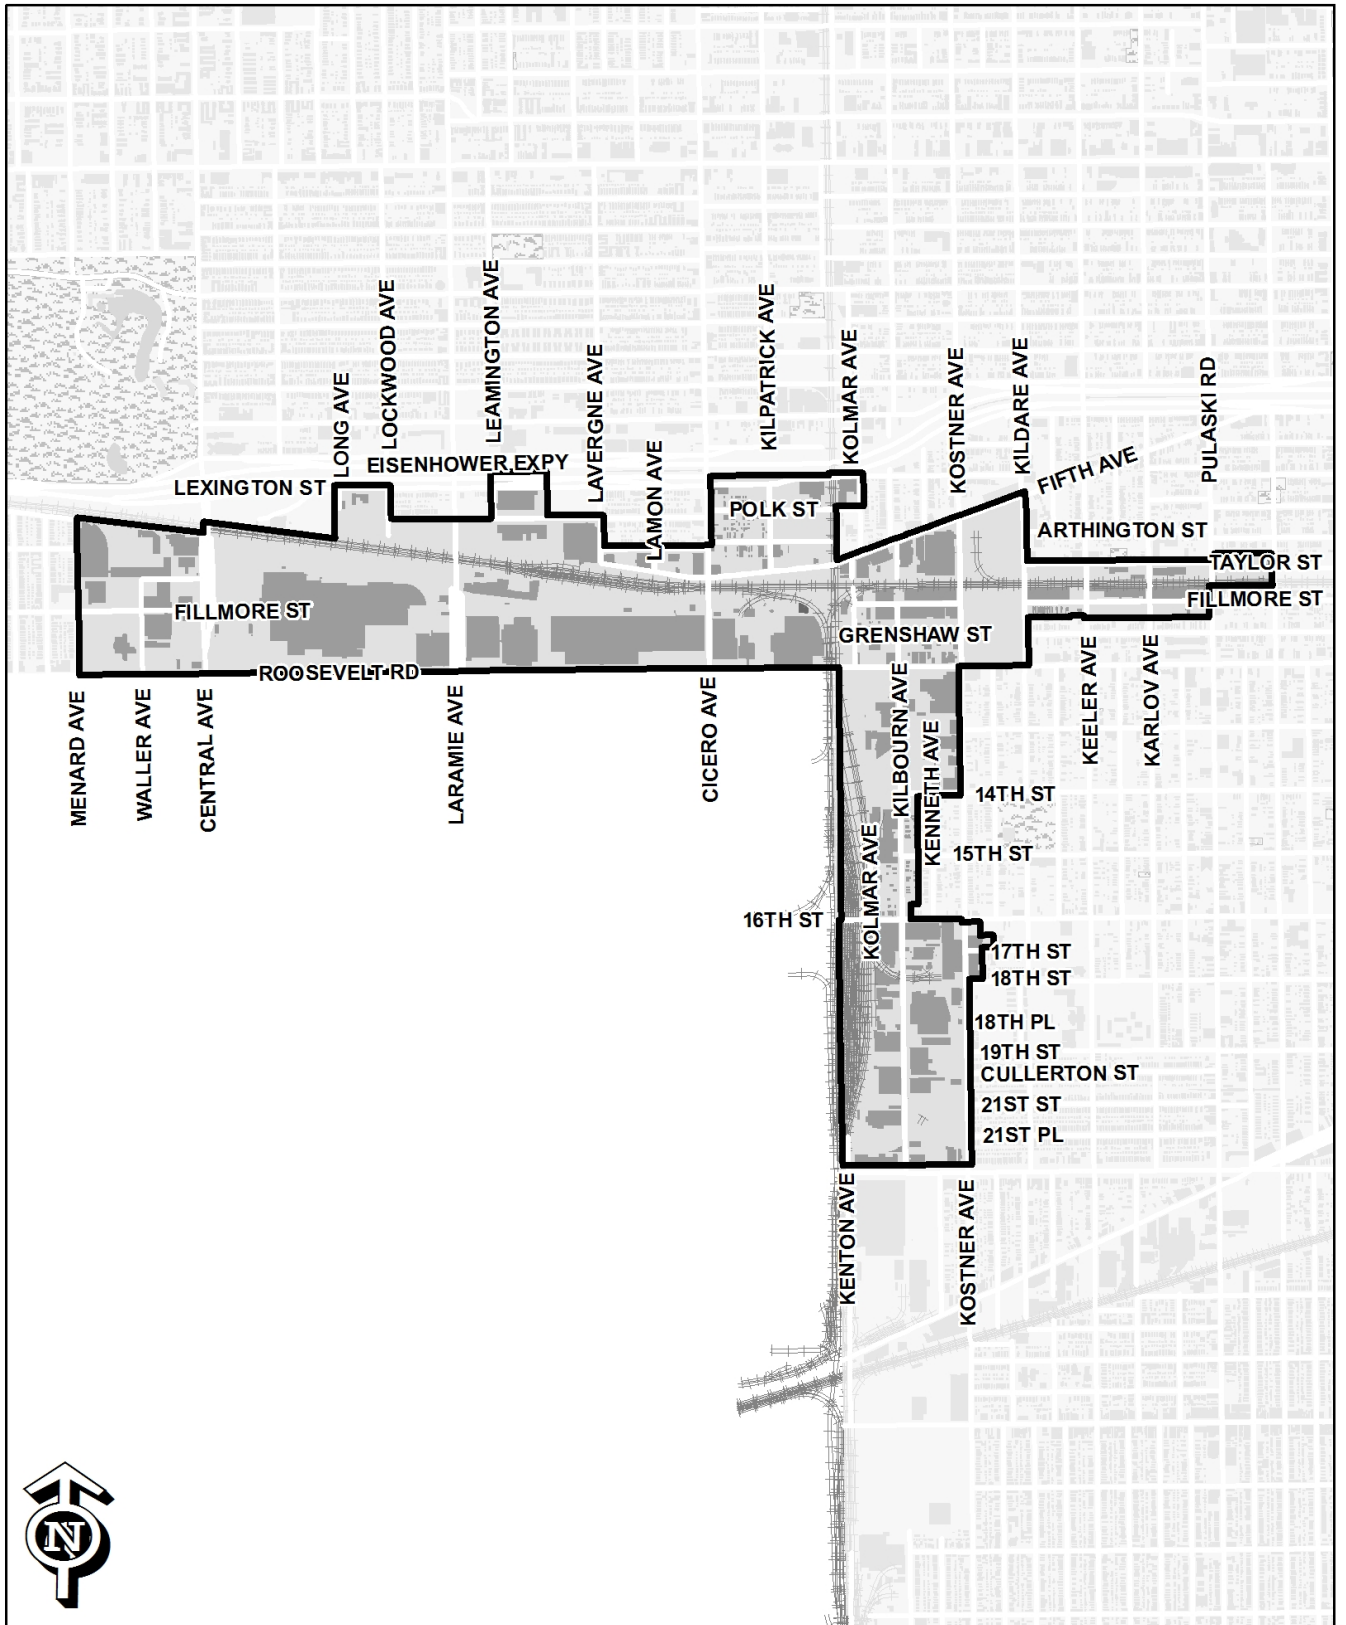 LONG AVE
LOCKWOOD AVE
LEAMINGTON AVE
LAVERGNE AVE
LAMON AVE
KILPATRICK AVE
KOLMAR AVE
KOSTNER AVE
KILDARE AVE
FIFTH AVE
PULASKI RD
EISENHOWER EXPY
LEXINGTON ST
POLK ST
ARTHINGTON ST
TAYLOR ST
FILLMORE ST
FILLMORE ST
GRENSHAW ST
ROOSEVELT RD
MENARD AVE
WALLER AVE
CENTRAL AVE
LARAMIE AVE
CICERO AVE
KILBOURN AVE
KENNETH AVE
KEELER AVE
KARLOV AVE
14TH ST
15TH ST
KOLMAR AVE
16TH ST
17TH ST
18TH ST
18TH PL
19TH ST
CULLERTON ST
21ST ST
21ST PL
KENTON AVE
KOSTNER AVE
N